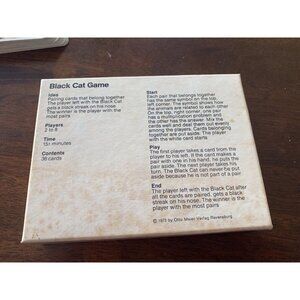 Black Cat Game
Idea
Pairing cards that belong together
The player left with the Black Cat
gets a black streak on his nose
The winner is the player with the
most pairs
Players
2 to 8
Time
15+ minutes
Contents
36 cards
Start
Each pair that belongs together
has the same symbol on the top,
left corner. The symbol shows how
the animals are related to each other
On the top, right corner, one pair
has a multiplication problem and
the other has the answer. Mix the
cards well and deal them out evenly
among the players. Cards belonging
together are put aside. The player with
the white card starts
Play
The first player takes a card from the
player to his left. If the card makes a
pair with one in his hand, he puts the
pair aside. The next player takes
The Black Cat can never be put
aside because he is not part of a pair
End
The player left with the Black Cat after
all the cards are paired, gets a black
streak on his nose. The winner is the
player with the most pairs
© 1975 by Otto Maier Verlag Ravensburg